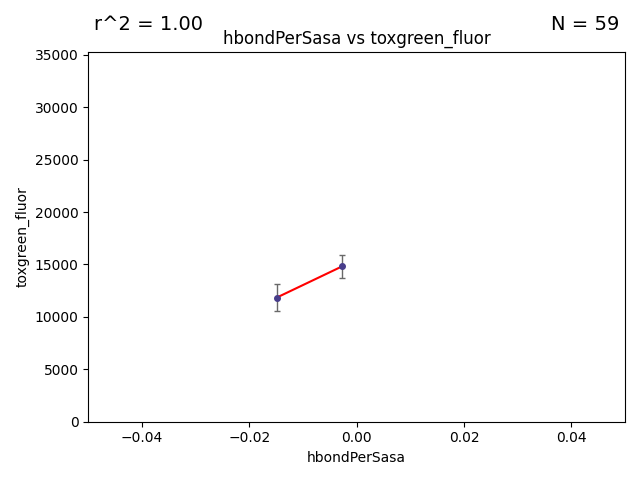 r^2 = 1.00
N = 59
hbondPerSasa vs toxgreen_fluor
35000
30000
25000
20000
15000
10000
5000
0
toxgreen_fluor
−0.04
−0.02
0.00
0.02
0.04
hbondPerSasa